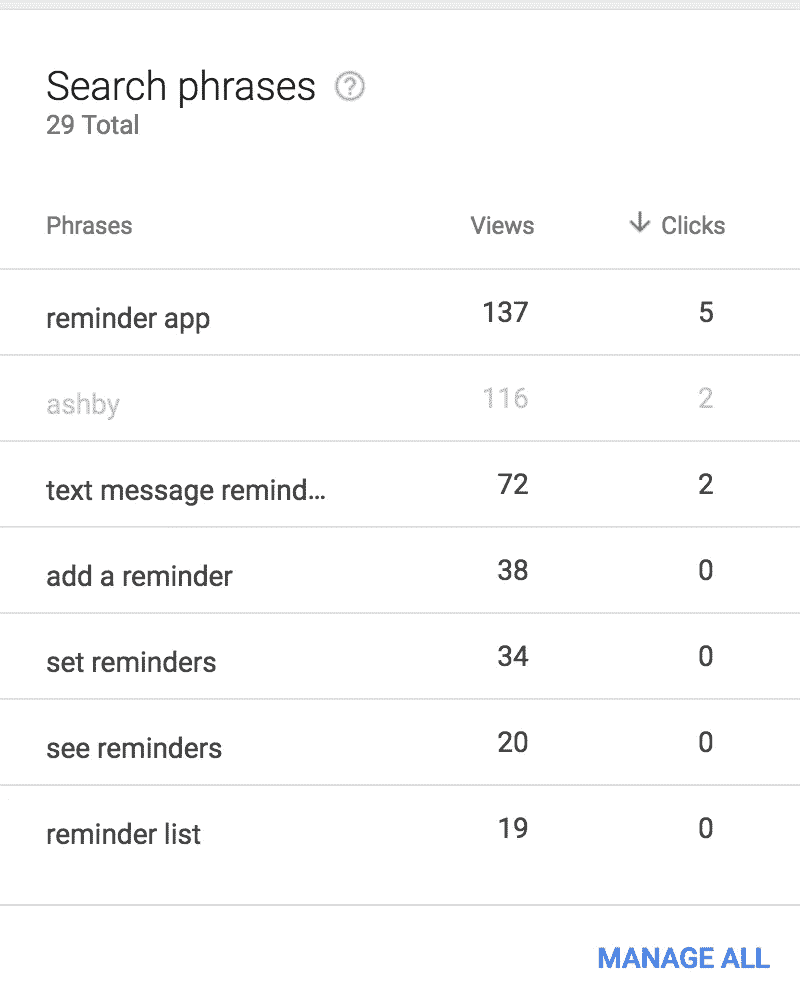 Search phrases ?
29 Total
Phrases Views ↓ Clicks
reminder app 137 5
ashby 116 2
text message remind... 72 2
add a reminder 38 0
set reminders 34 0
see reminders 20 0
reminder list 19 0
MANAGE ALL